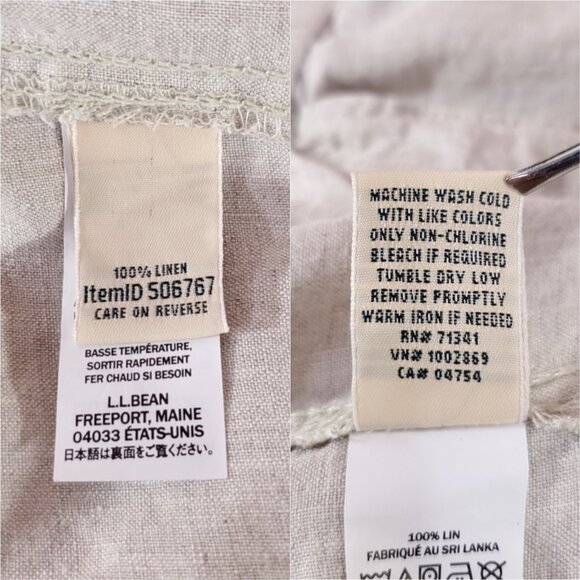 100% LINEN
ItemID 506767
CARE ON REVERSE
BASSE TEMPÉRATURE,
SORTIR RAPIDEMENT
FER CHAUD SI BESOIN
L.L.BEAN
FREEPORT, MAINE
04033 ÉTATS-UNIS
日本語は裏面をご覧ください。
MACHINE WASH COLD
WITH LIKE COLORS
ONLY NON-CHLORINE
BLEACH IF REQUIRED
TUMBLE DRY LOW
REMOVE PROMPTLY
WARM IRON IF NEEDED
RN# 71341
VN# 1002869
CA# 04754
100% LIN
FABRIQUÉ AU SRI LANKA